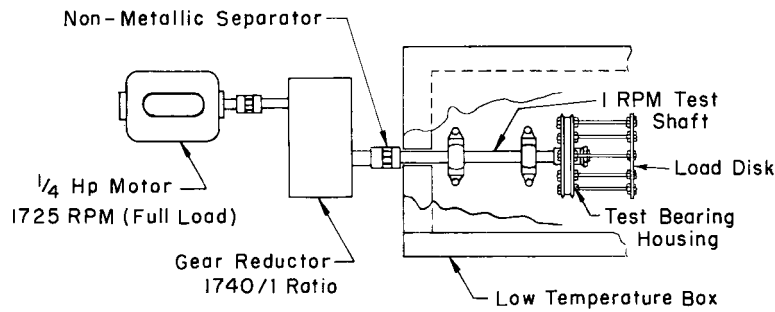 Non-Metallic Separator
1 RPM Test
Shaft
Load Disk
1/4 Hp Motor
1725 RPM (Full Load)
Test Bearing
Housing
Gear Reductor
1740/1 Ratio
Low Temperature Box